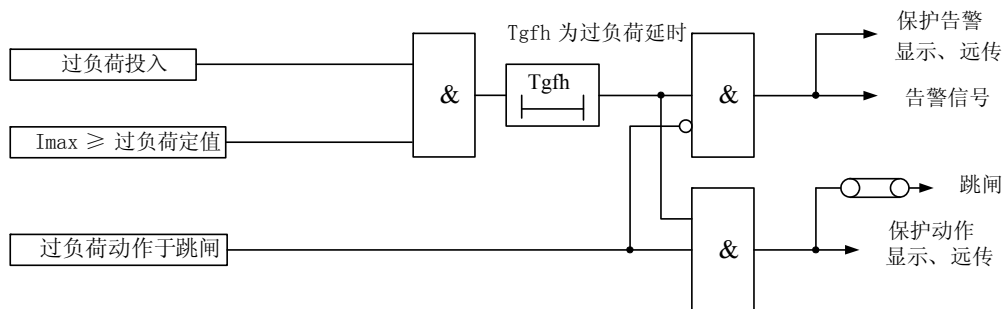 过负荷投入
Imax ≥ 过负荷定值
过负荷动作于跳闸
&
Tgfh
Tgfh 为过负荷延时
&
&
保护告警
显示、远传
告警信号
跳闸
保护动作
显示、远传